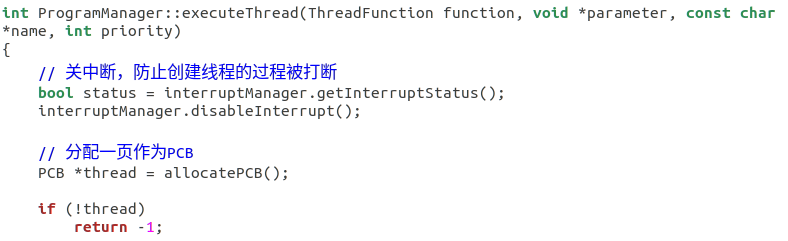 int ProgramManager::executeThread(ThreadFunction function, void *parameter, const char
*name, int priority)
{
    // 关中断，防止创建线程的过程被打断
    bool status = interruptManager.getInterruptStatus();
    interruptManager.disableInterrupt();

    // 分配一页作为PCB
    PCB *thread = allocatePCB();

    if (!thread)
        return -1;